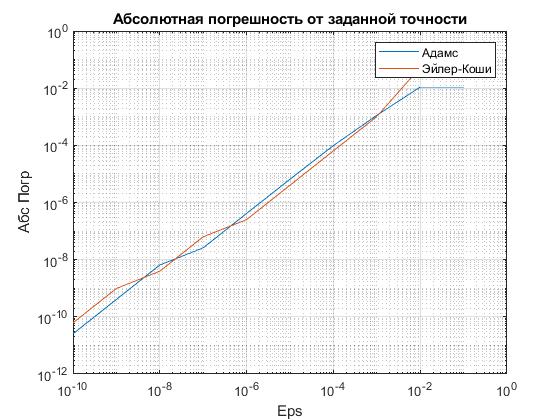 Абсолютная погрешность от заданной точности
Адамс
Эйлер-Коши
10^0
10^-2
10^-4
10^-6
10^-8
10^-10
10^-12
Абс Погр
10^-10
10^-8
10^-6
10^-4
10^-2
10^0
Eps